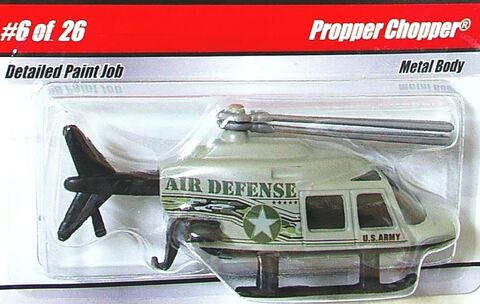 #6 of 26
Propper Chopper®
Detailed Paint Job
Metal Body
AIR DEFENSE
U.S. ARMY